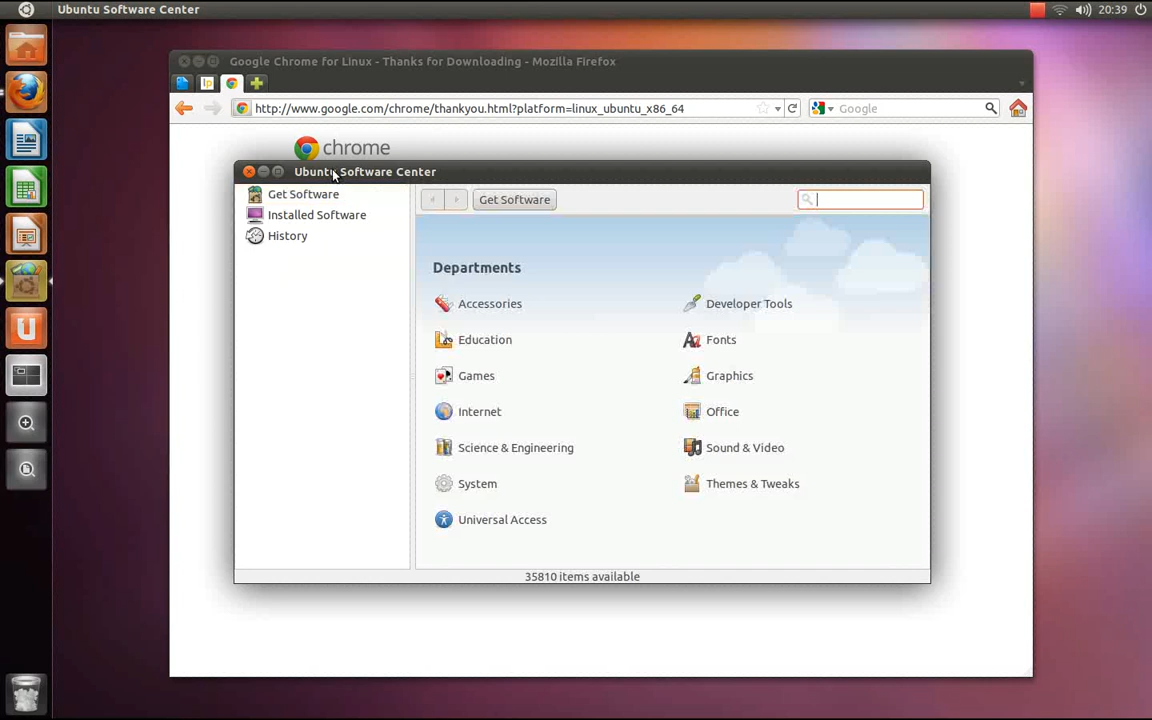 Ubuntu Software Center
20:39
Google Chrome for Linux - Thanks for Downloading - Mozilla Firefox
lp
http://www.google.com/chrome/thankyou.html?platform=linux_ubuntu_x86_64
Google
chrome
Ubuntu Software Center
Get Software
Installed Software
History
Get Software
Departments
Accessories
Developer Tools
Education
Fonts
Games
Graphics
Internet
Office
Science & Engineering
Sound & Video
System
Themes & Tweaks
Universal Access
35810 items available